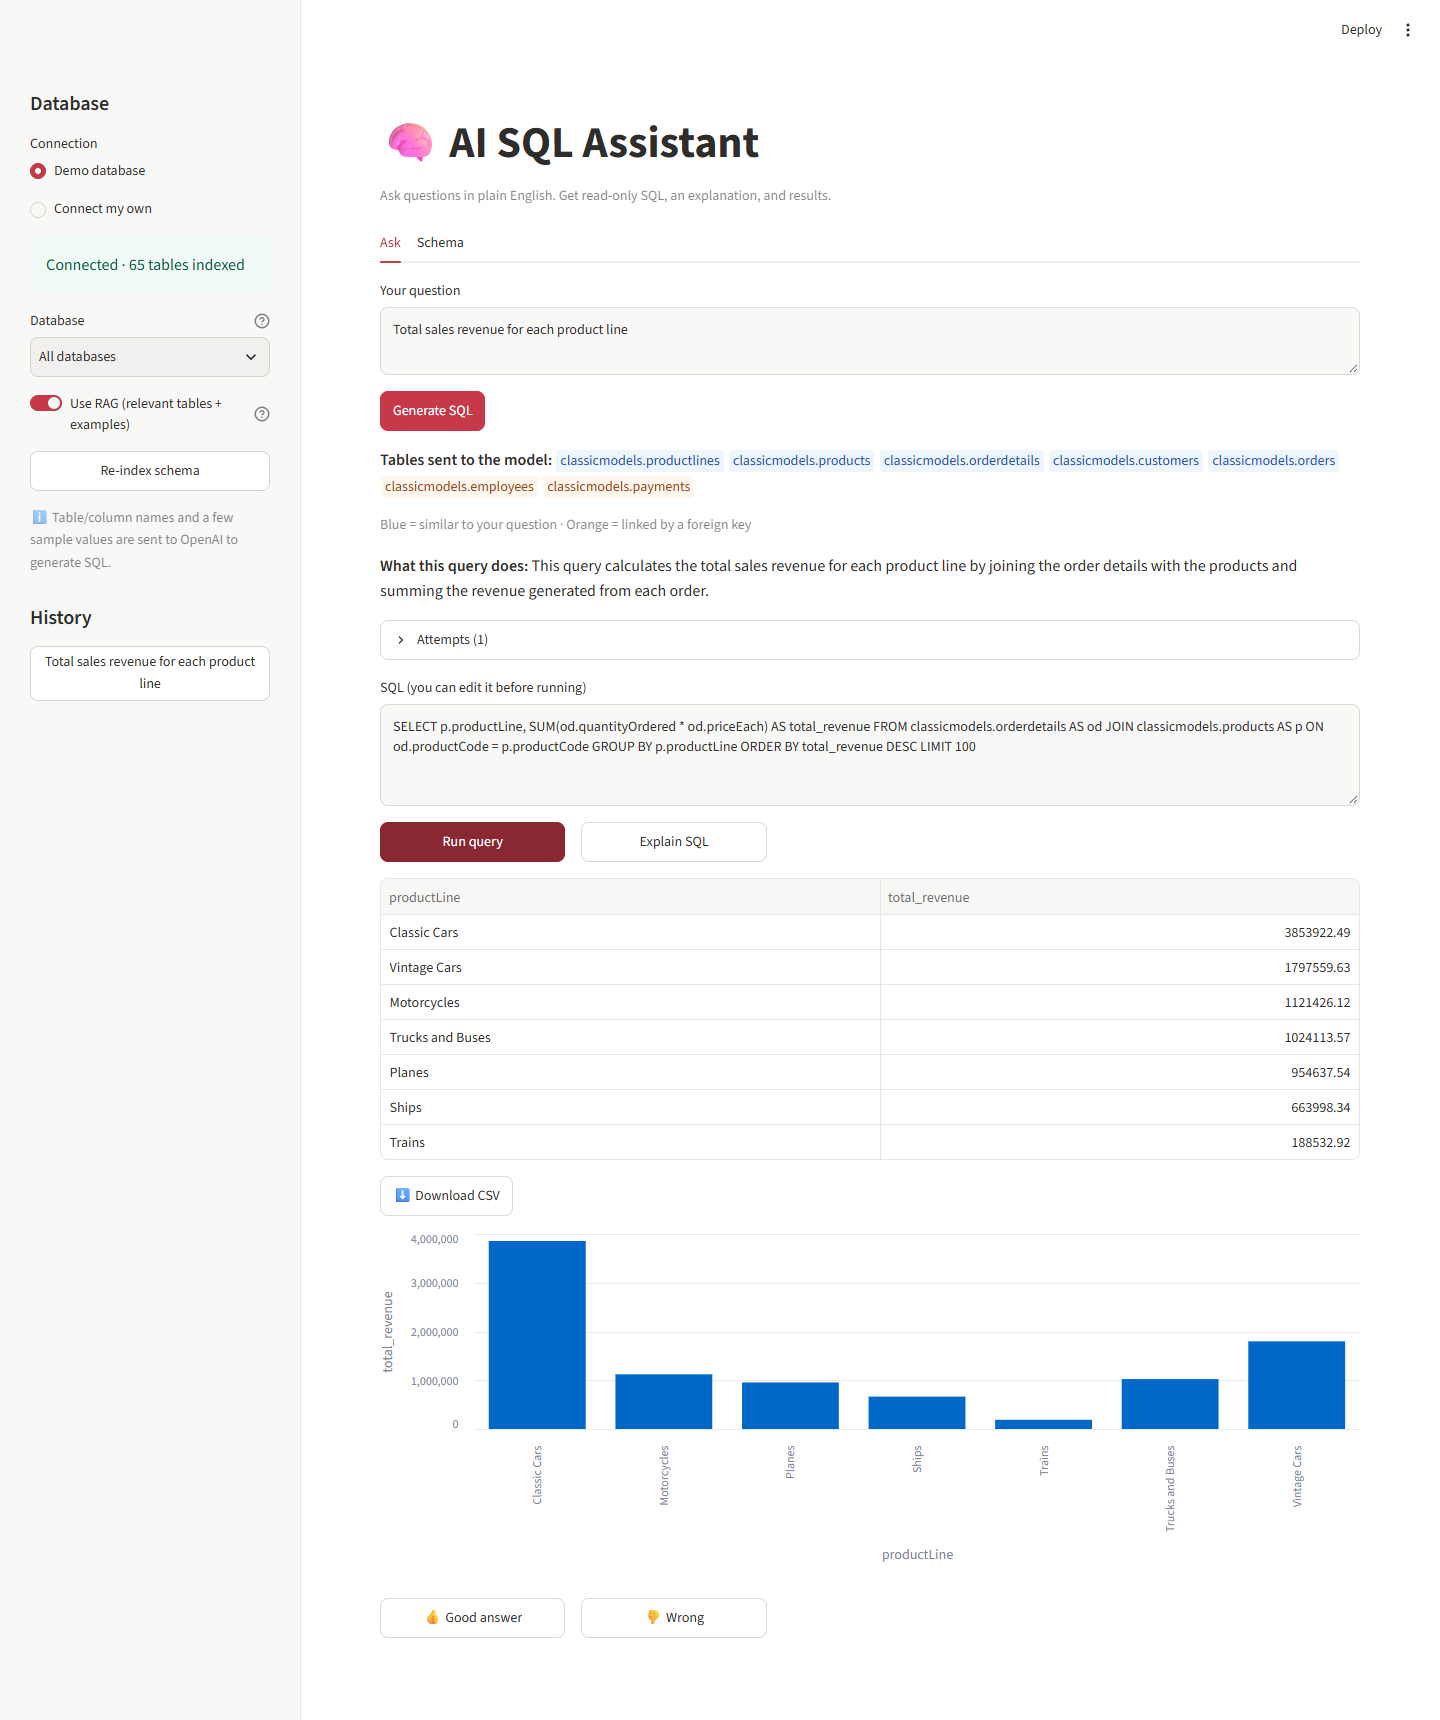 Deploy
Database
Connection
Demo database
Connect my own
Connected · 65 tables indexed
Database
All databases
Use RAG (relevant tables +
examples)
Re-index schema
ℹ️ Table/column names and a few
sample values are sent to OpenAI to
generate SQL.
History
Total sales revenue for each product
line
🧠 AI SQL Assistant
Ask questions in plain English. Get read-only SQL, an explanation, and results.
Ask Schema
Your question
Total sales revenue for each product line
Generate SQL
Tables sent to the model: classicmodels.productlines classicmodels.products classicmodels.orderdetails classicmodels.customers classicmodels.orders
classicmodels.employees classicmodels.payments
Blue = similar to your question · Orange = linked by a foreign key
What this query does: This query calculates the total sales revenue for each product line by joining the order details with the products and
summing the revenue generated from each order.
Attempts (1)
SQL (you can edit it before running)
SELECT p.productLine, SUM(od.quantityOrdered * od.priceEach) AS total_revenue FROM classicmodels.orderdetails AS od JOIN classicmodels.products AS p ON
od.productCode = p.productCode GROUP BY p.productLine ORDER BY total_revenue DESC LIMIT 100
Run query Explain SQL
productLine total_revenue
Classic Cars 3853922.49
Vintage Cars 1797559.63
Motorcycles 1121426.12
Trucks and Buses 1024113.57
Planes 954637.54
Ships 663998.34
Trains 188532.92
⬇️ Download CSV
total_revenue
4,000,000
3,000,000
2,000,000
1,000,000
0
Classic Cars
Motorcycles
Planes
Ships
Trains
Trucks and Buses
Vintage Cars
productLine
👍 Good answer 👎 Wrong